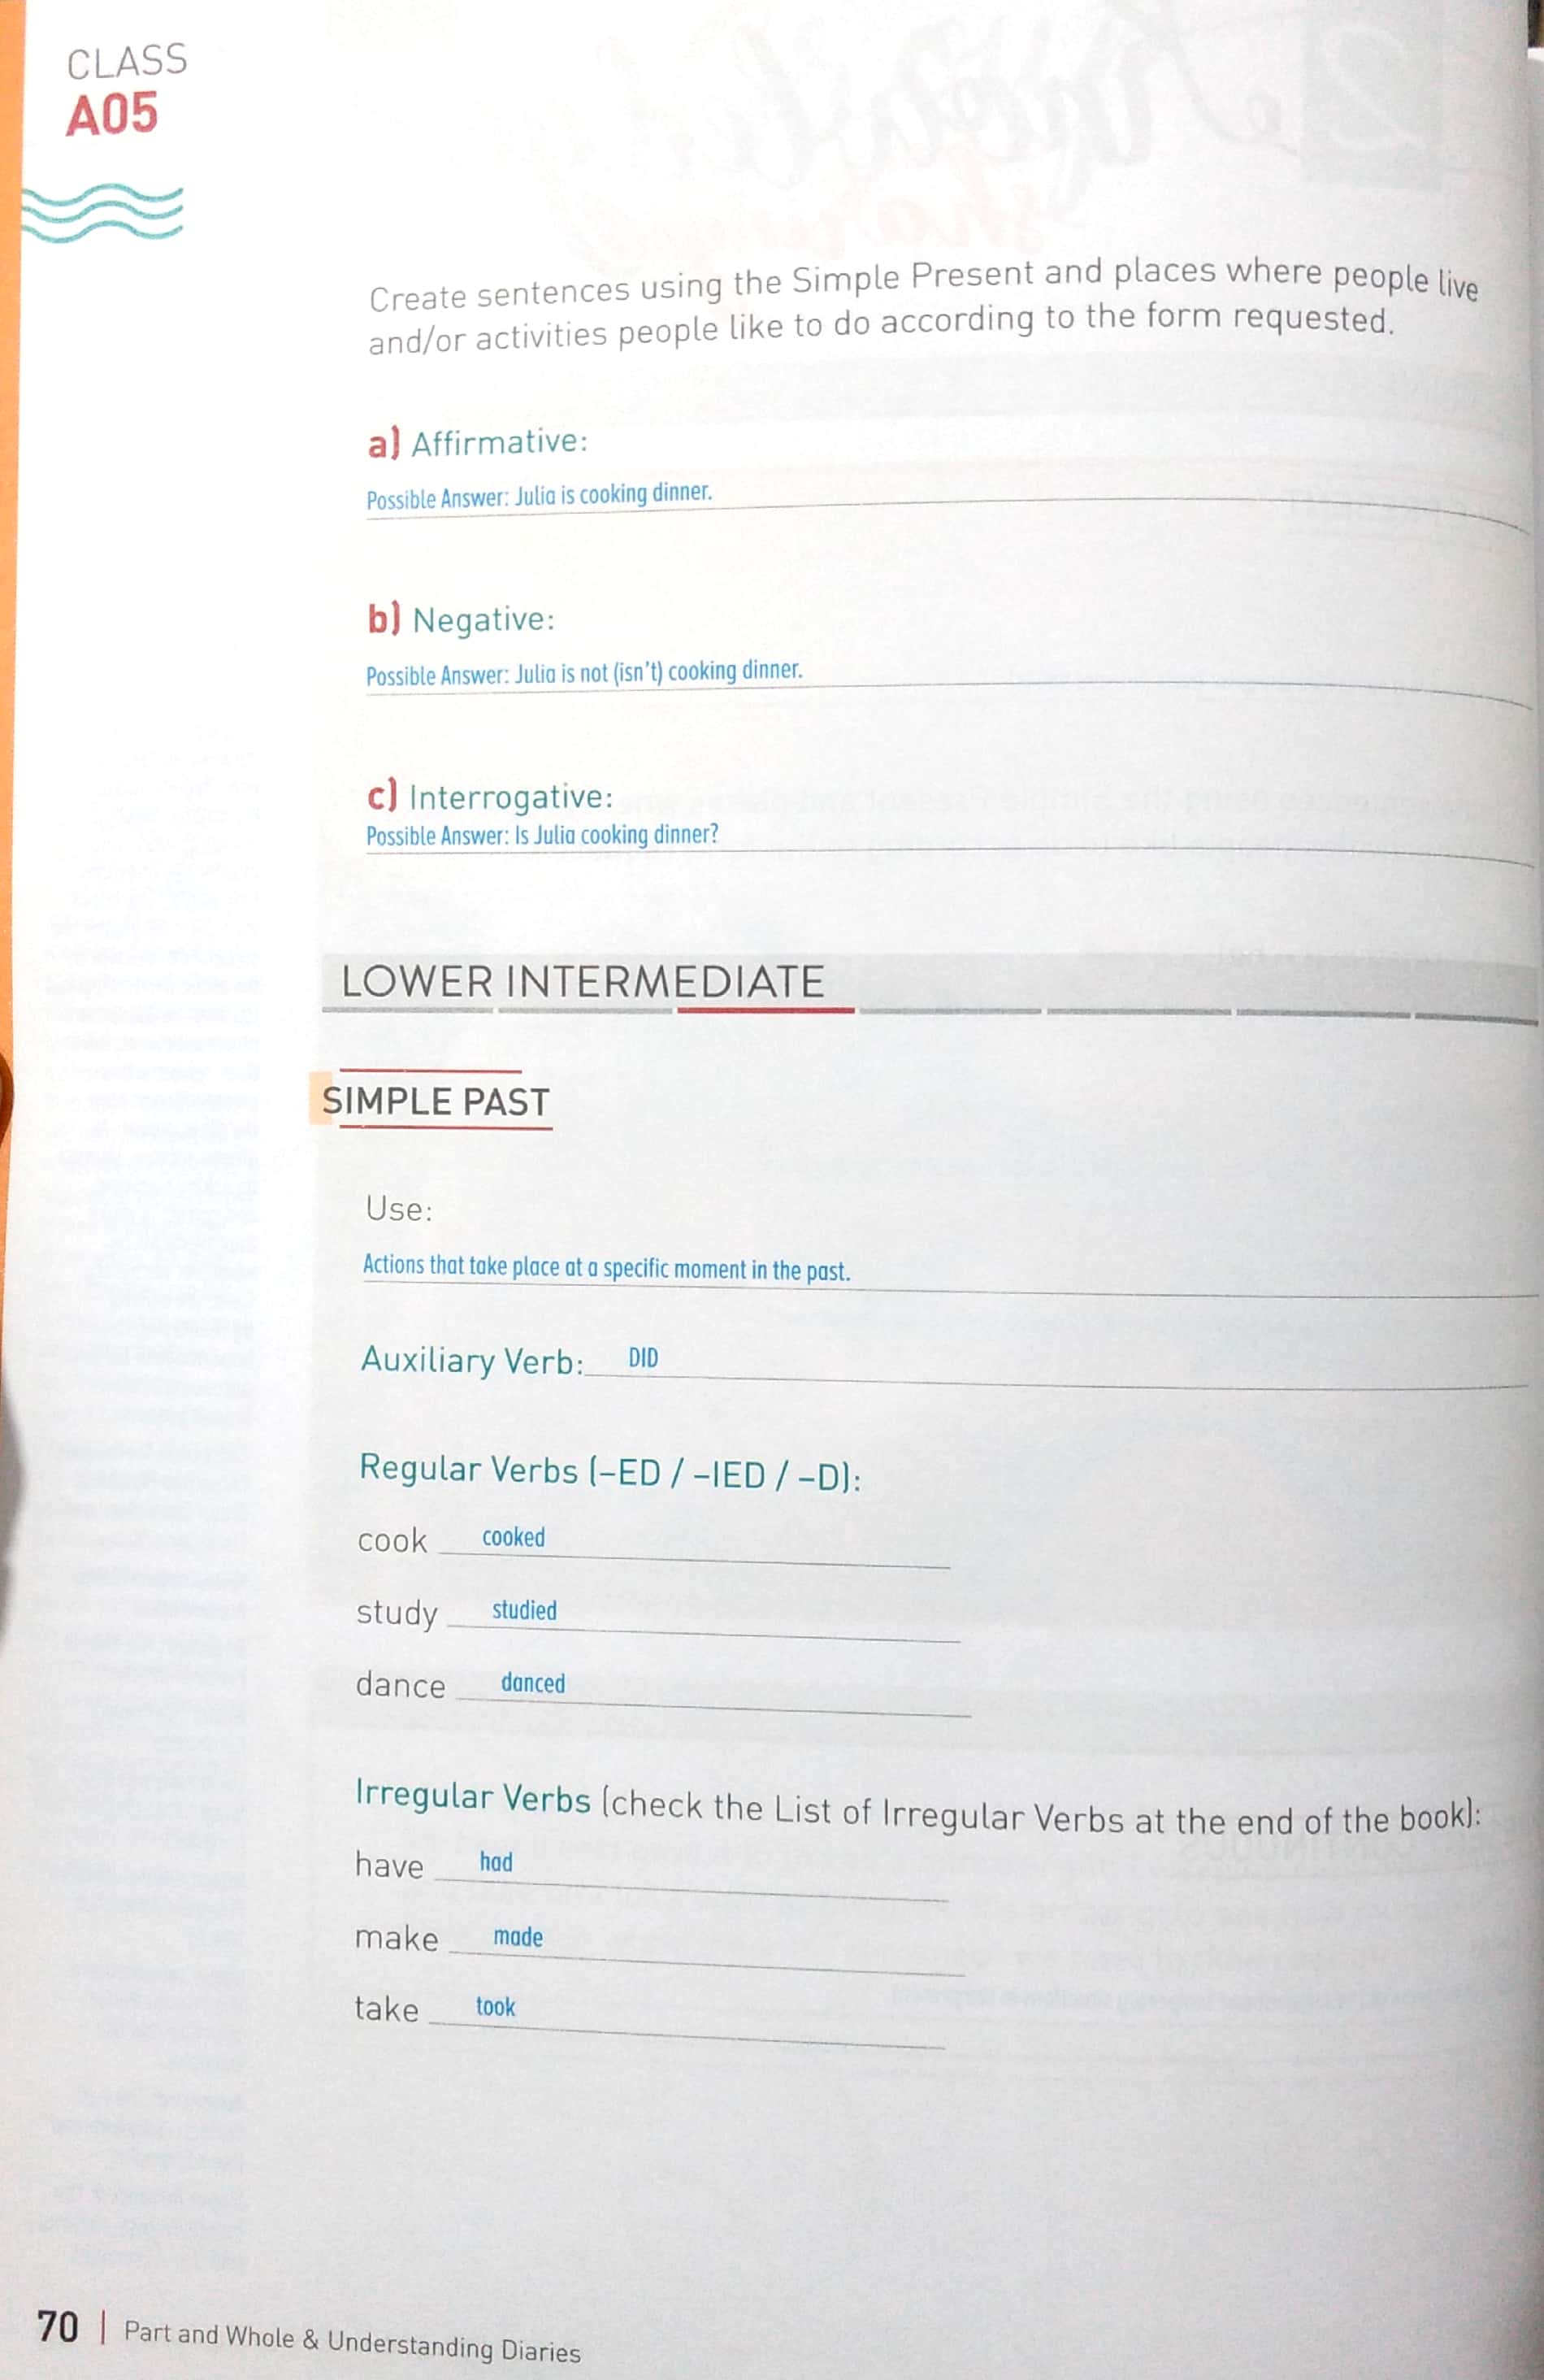 CLASS
A05
Create sentences using the Simple Present and places where people live
and/or activities people like to do according to the form requested.
a) Affirmative:
Possible Answer: Julia is cooking dinner.
b) Negative:
Possible Answer: Julia is not (isn't) cooking dinner.
c) Interrogative:
Possible Answer: Is Julia cooking dinner?
LOWER INTERMEDIATE
SIMPLE PAST
Use:
Actions that take place at a specific moment in the past.
Auxiliary Verb: DID
Regular Verbs (-ED / -IED / -D):
cook cooked
study studied
dance danced
Irregular Verbs (check the List of Irregular Verbs at the end of the book):
have had
make made
take took
70 | Part and Whole & Understanding Diaries